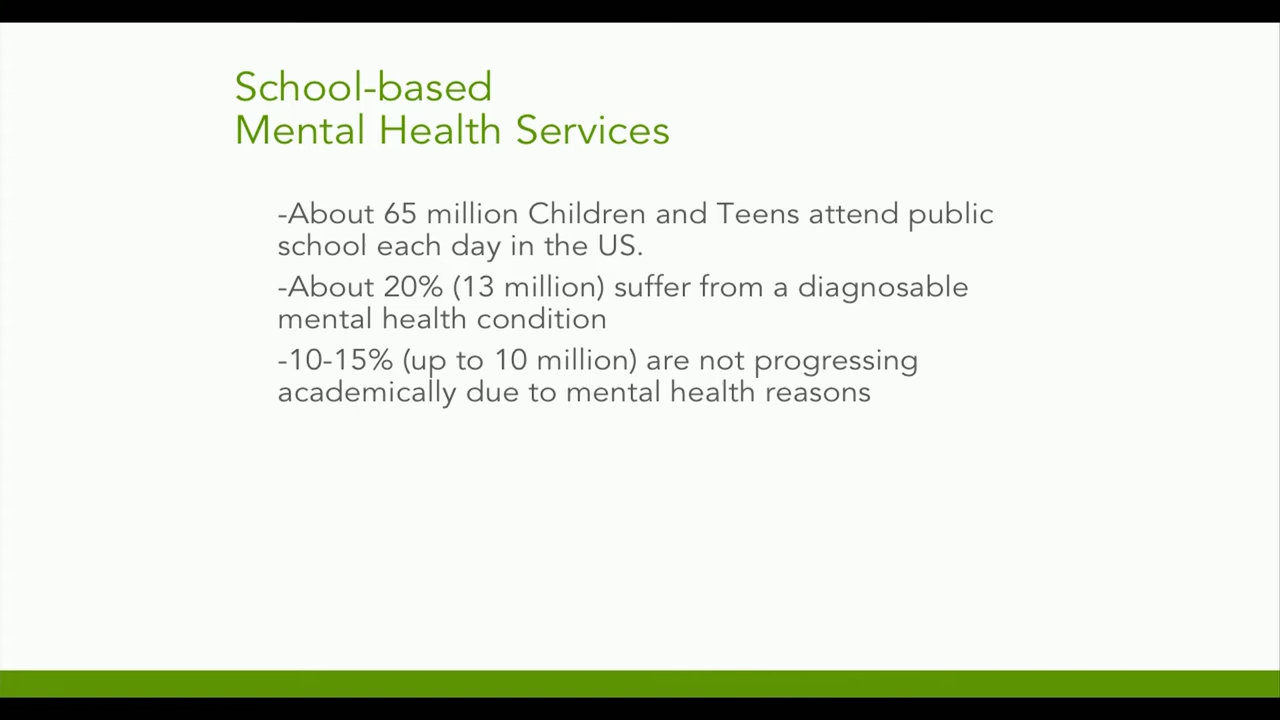 School-based
Mental Health Services
-About 65 million Children and Teens attend public
school each day in the US.
-About 20% (13 million) suffer from a diagnosable
mental health condition
-10-15% (up to 10 million) are not progressing
academically due to mental health reasons